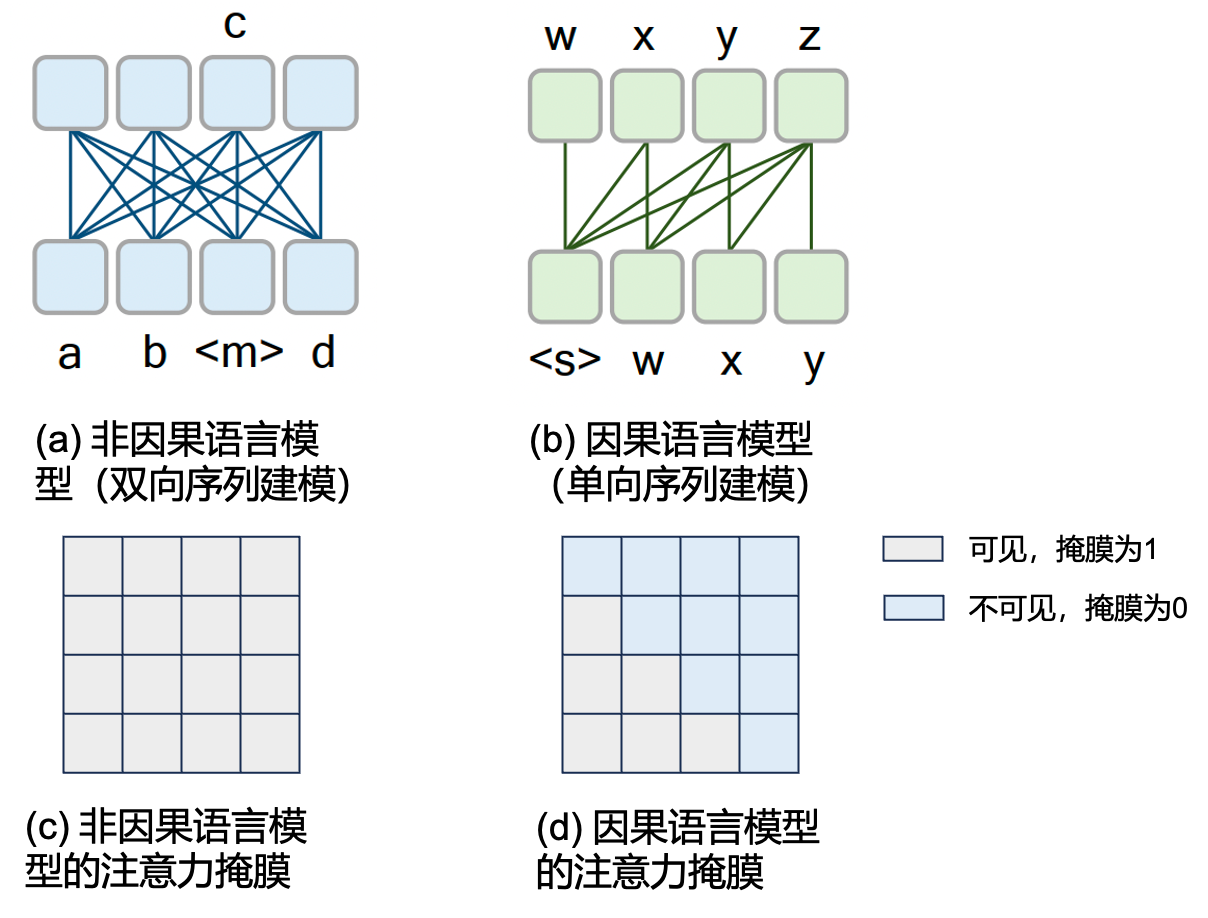 c
a b <m> d
(a) 非因果语言模
型（双向序列建模）
w x y z
<s> w x y
(b) 因果语言模型
（单向序列建模）
(c) 非因果语言模
型的注意力掩膜
(d) 因果语言模型
的注意力掩膜
可见，掩膜为1
不可见，掩膜为0